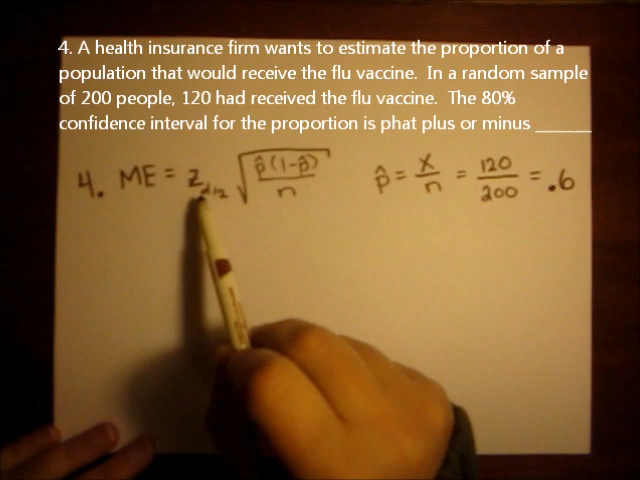 4. A health insurance firm wants to estimate the proportion of a
population that would receive the flu vaccine. In a random sample
of 200 people, 120 had received the flu vaccine. The 80%
confidence interval for the proportion is phat plus or minus ______
4. ME = z_{α/2} √(p̂(1-p̂)/n) p̂ = x/n = 120/200 = .6